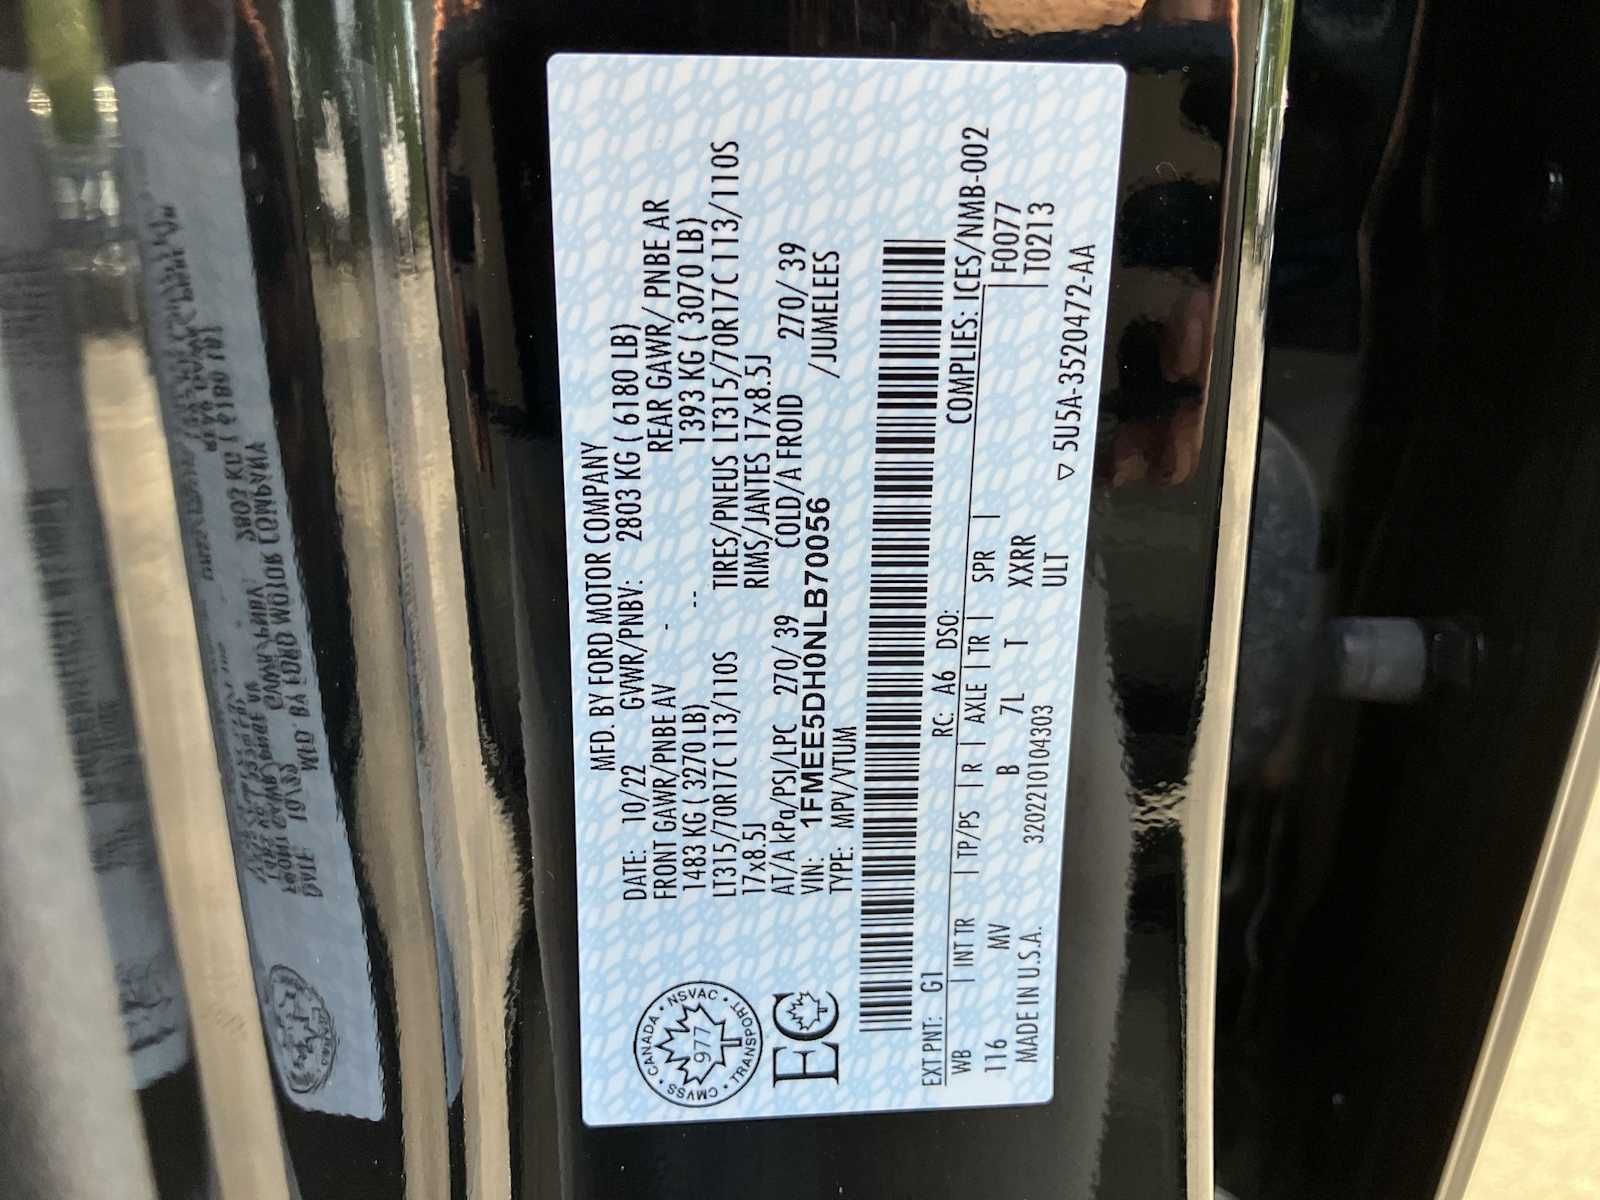 MFD. BY FORD MOTOR COMPANY
DATE: 10/22 GVWR/PNBV: 2803 KG ( 6180 LB)
FRONT GAWR/PNBE AV - REAR GAWR/ PNBE AR
1483 KG ( 3270 LB) -- 1393 KG ( 3070 LB)
LT315/70R17C 113/110S TIRES/PNEUS LT315/70R17C 113/110S
17x8.5J RIMS/JANTES 17x8.5J
AT/A kPa/PSI/LPC 270/ 39 COLD/A FROID 270/ 39
VIN: 1FMEE5DH0NLB70056 /JUMELEES
TYPE: MPV/VTUM
CANADA • NSVAC • TRANSPORT • CMVSS •
977
EC
EXT PNT: G1 RC: A6 DSO: COMPLIES: ICES/NMB-002
WB | INT TR | TP/PS | R | AXLE | TR | SPR | F0077
116 MV B 7L T XXRR T0213
MADE IN U.S.A. 320221010​4303 ULT
▽ 5U5A-3520472-AA